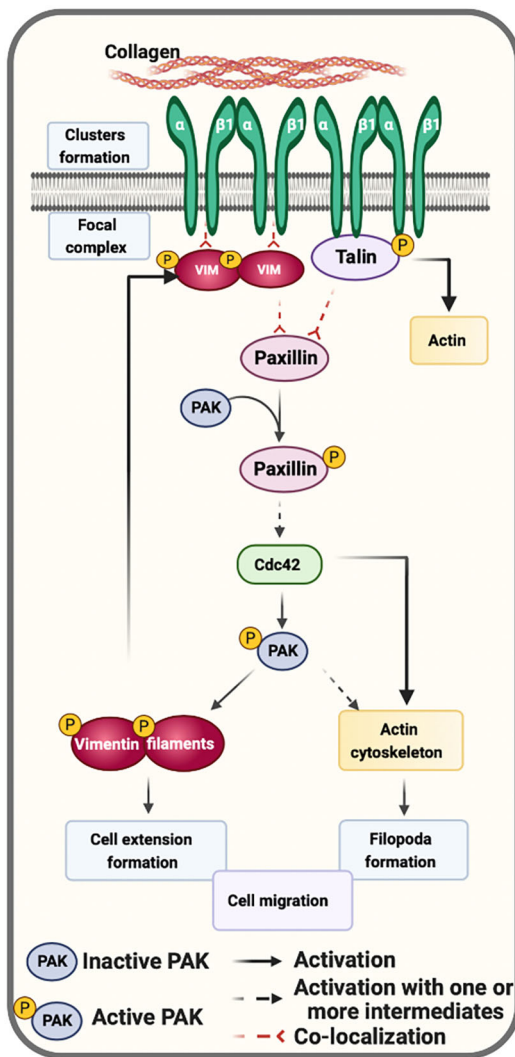 Collagen
α β1 α β1 α β1 α β1
Clusters
formation
Focal
complex
P P P
VIM VIM Talin
Actin
Paxillin
PAK
Paxillin P
Cdc42
P
PAK
P P
Vimentin filaments
Actin
cytoskeleton
Cell extension
formation
Filopoda
formation
Cell migration
PAK Inactive PAK
Activation
P
PAK Active PAK
Activation with one or
more intermediates
Co-localization